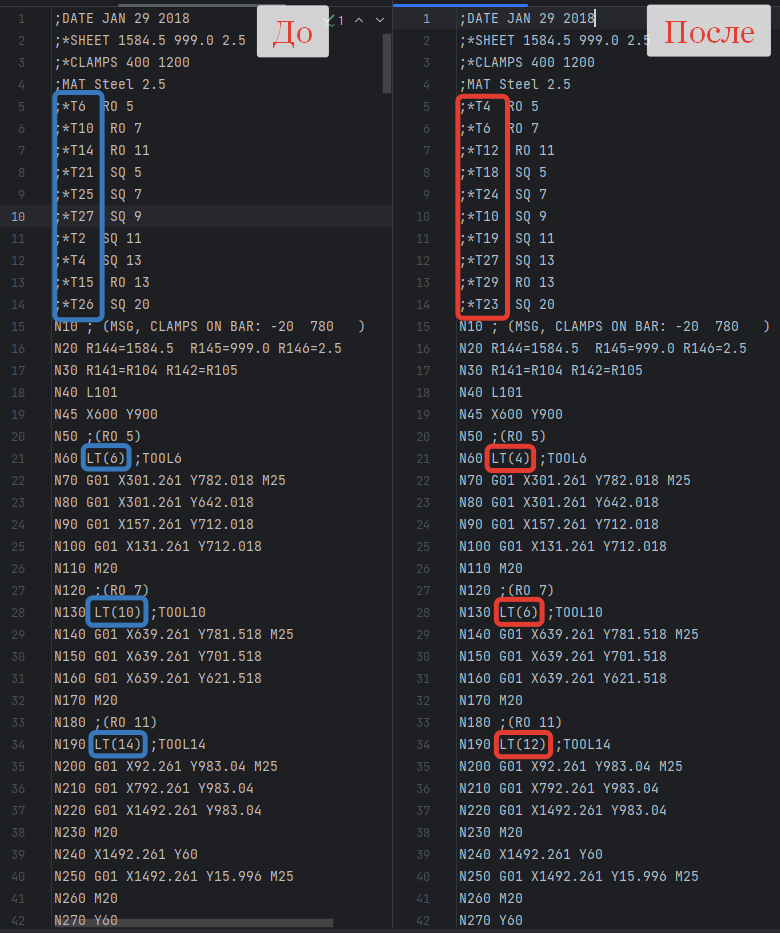 До
1 ;DATE JAN 29 2018 1
2 ;*SHEET 1584.5 999.0 2.5
3 ;*CLAMPS 400 1200
4 ;MAT Steel 2.5
5 ;*T6 RO 5
6 ;*T10 RO 7
7 ;*T14 RO 11
8 ;*T21 SQ 5
9 ;*T25 SQ 7
10 ;*T27 SQ 9
11 ;*T2 SQ 11
12 ;*T4 SQ 13
13 ;*T15 RO 13
14 ;*T26 SQ 20
15 N10 ; (MSG, CLAMPS ON BAR: -20 780 )
16 N20 R144=1584.5 R145=999.0 R146=2.5
17 N30 R141=R104 R142=R105
18 N40 L101
19 N45 X600 Y900
20 N50 ;(RO 5)
21 N60 LT(6) ;TOOL6
22 N70 G01 X301.261 Y782.018 M25
23 N80 G01 X301.261 Y642.018
24 N90 G01 X157.261 Y712.018
25 N100 G01 X131.261 Y712.018
26 N110 M20
27 N120 ;(RO 7)
28 N130 LT(10) ;TOOL10
29 N140 G01 X639.261 Y781.518 M25
30 N150 G01 X639.261 Y701.518
31 N160 G01 X639.261 Y621.518
32 N170 M20
33 N180 ;(RO 11)
34 N190 LT(14) ;TOOL14
35 N200 G01 X92.261 Y983.04 M25
36 N210 G01 X792.261 Y983.04
37 N220 G01 X1492.261 Y983.04
38 N230 M20
39 N240 X1492.261 Y60
40 N250 G01 X1492.261 Y15.996 M25
41 N260 M20
42 N270 Y60
После
1 ;DATE JAN 29 2018
2 ;*SHEET 1584.5 999.0 2.5
3 ;*CLAMPS 400 1200
4 ;MAT Steel 2.5
5 ;*T4 RO 5
6 ;*T6 RO 7
7 ;*T12 RO 11
8 ;*T18 SQ 5
9 ;*T24 SQ 7
10 ;*T10 SQ 9
11 ;*T19 SQ 11
12 ;*T27 SQ 13
13 ;*T29 RO 13
14 ;*T23 SQ 20
15 N10 ; (MSG, CLAMPS ON BAR: -20 780 )
16 N20 R144=1584.5 R145=999.0 R146=2.5
17 N30 R141=R104 R142=R105
18 N40 L101
19 N45 X600 Y900
20 N50 ;(RO 5)
21 N60 LT(4) ;TOOL6
22 N70 G01 X301.261 Y782.018 M25
23 N80 G01 X301.261 Y642.018
24 N90 G01 X157.261 Y712.018
25 N100 G01 X131.261 Y712.018
26 N110 M20
27 N120 ;(RO 7)
28 N130 LT(6) ;TOOL10
29 N140 G01 X639.261 Y781.518 M25
30 N150 G01 X639.261 Y701.518
31 N160 G01 X639.261 Y621.518
32 N170 M20
33 N180 ;(RO 11)
34 N190 LT(12) ;TOOL14
35 N200 G01 X92.261 Y983.04 M25
36 N210 G01 X792.261 Y983.04
37 N220 G01 X1492.261 Y983.04
38 N230 M20
39 N240 X1492.261 Y60
40 N250 G01 X1492.261 Y15.996 M25
41 N260 M20
42 N270 Y60